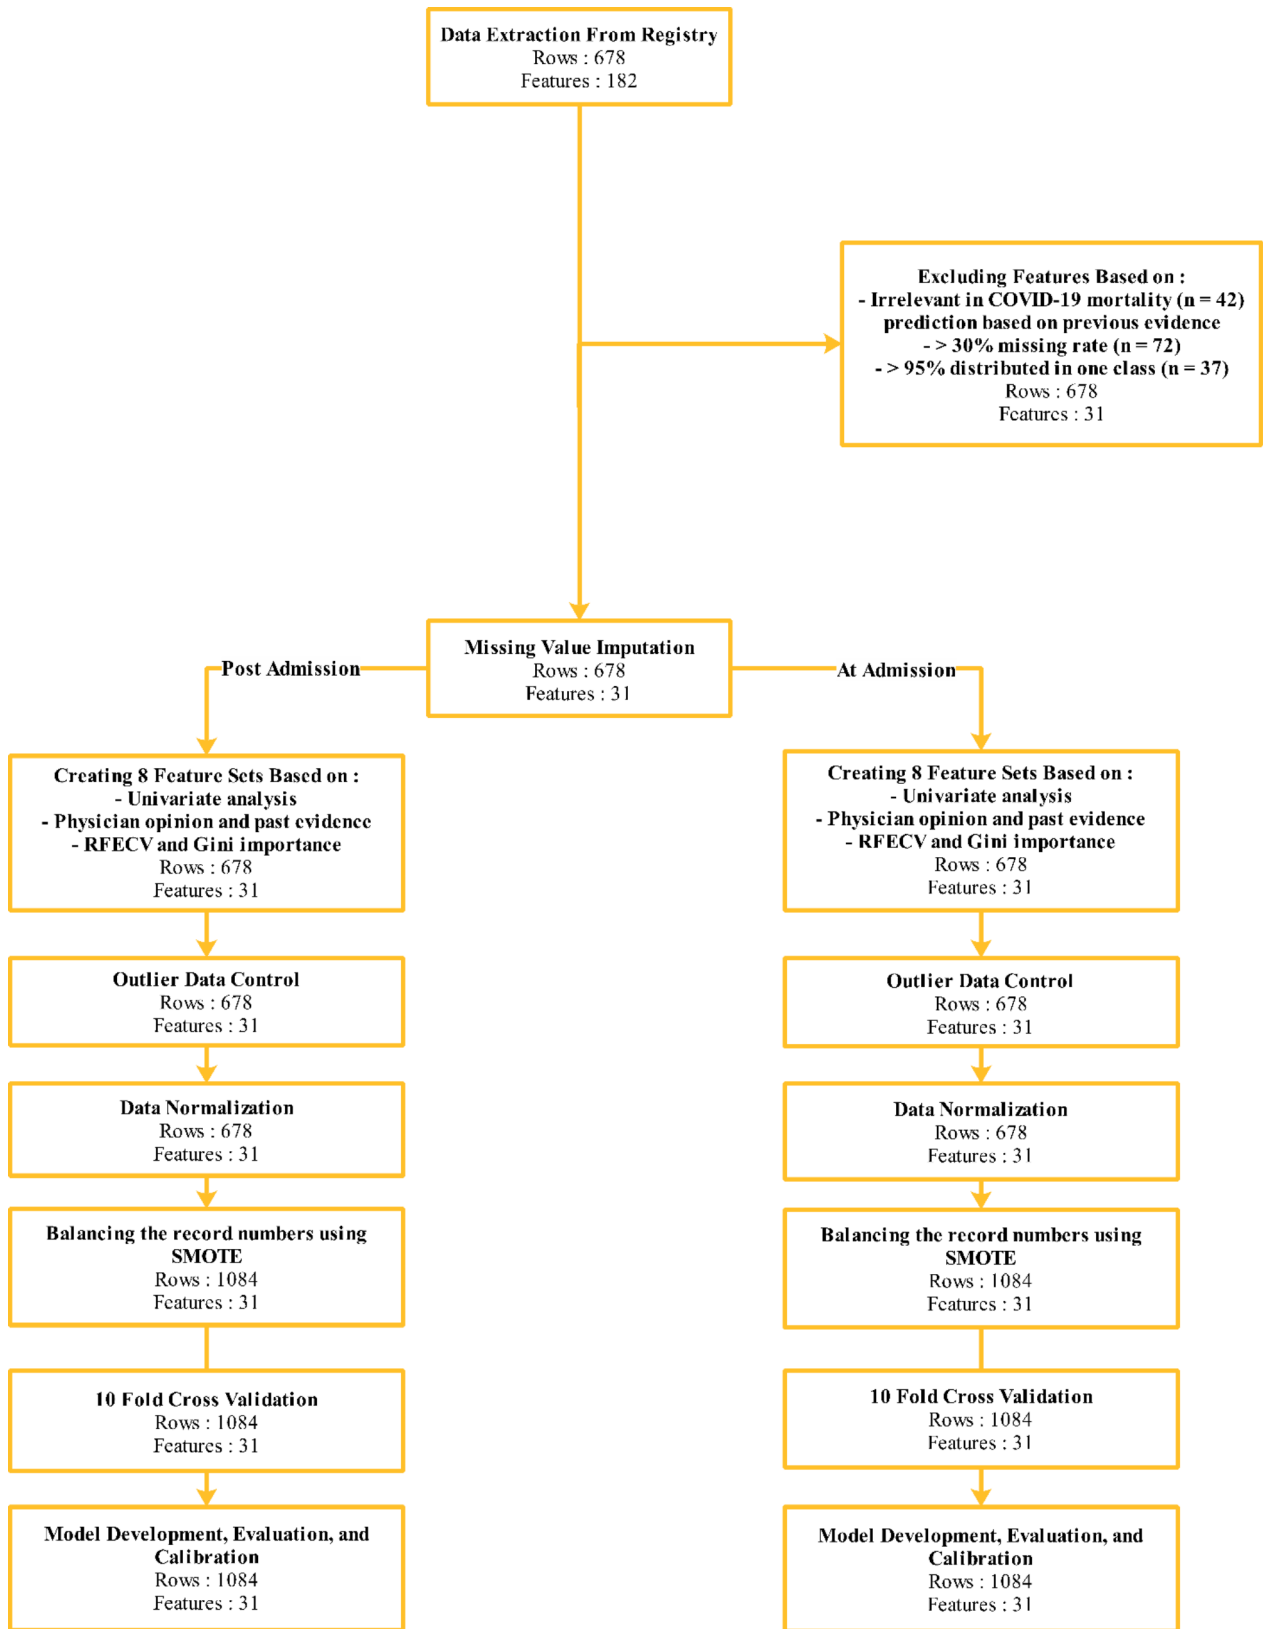 Data Extraction From Registry
Rows : 678
Features : 182
Excluding Features Based on :
- Irrelevant in COVID-19 mortality (n = 42)
prediction based on previous evidence
- > 30% missing rate (n = 72)
- > 95% distributed in one class (n = 37)
Rows : 678
Features : 31
Missing Value Imputation
Rows : 678
Features : 31
Post Admission
At Admission
Creating 8 Feature Sets Based on :
- Univariate analysis
- Physician opinion and past evidence
- RFECV and Gini importance
Rows : 678
Features : 31
Outlier Data Control
Rows : 678
Features : 31
Data Normalization
Rows : 678
Features : 31
Balancing the record numbers using
SMOTE
Rows : 1084
Features : 31
10 Fold Cross Validation
Rows : 1084
Features : 31
Model Development, Evaluation, and
Calibration
Rows : 1084
Features : 31
Creating 8 Feature Sets Based on :
- Univariate analysis
- Physician opinion and past evidence
- RFECV and Gini importance
Rows : 678
Features : 31
Outlier Data Control
Rows : 678
Features : 31
Data Normalization
Rows : 678
Features : 31
Balancing the record numbers using
SMOTE
Rows : 1084
Features : 31
10 Fold Cross Validation
Rows : 1084
Features : 31
Model Development, Evaluation, and
Calibration
Rows : 1084
Features : 31